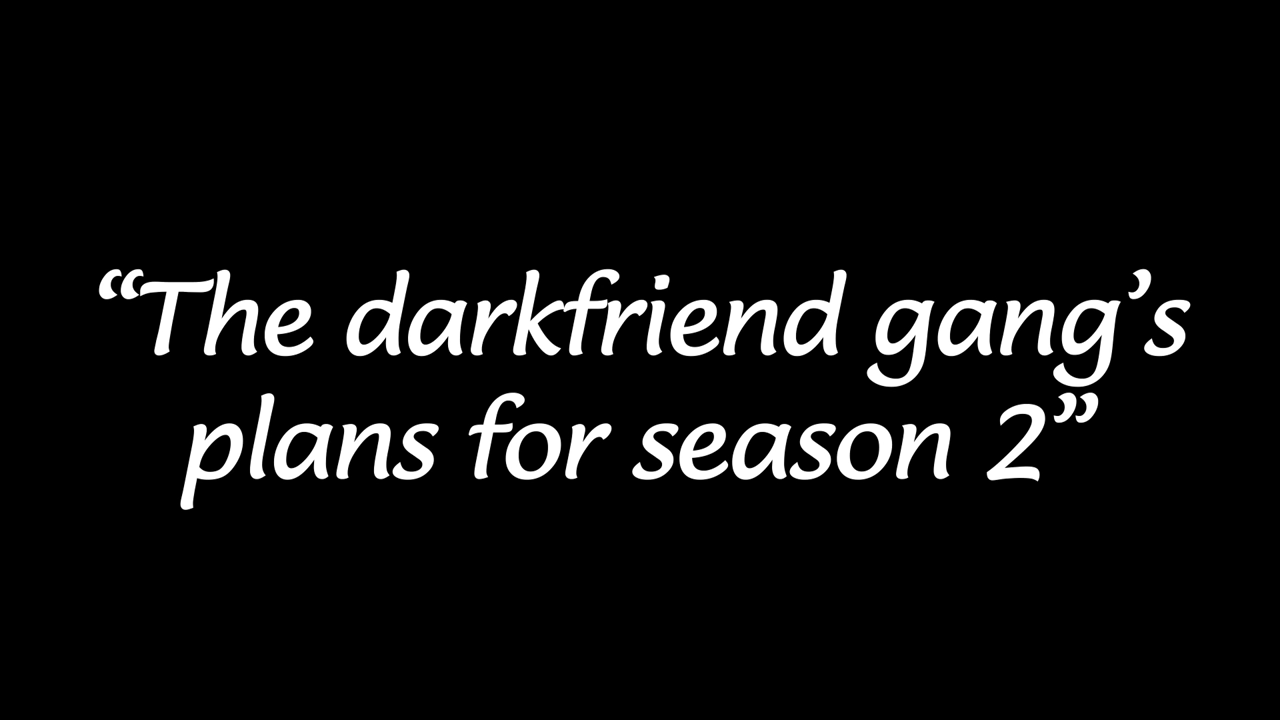 “The darkfriend gang’s
plans for season 2”